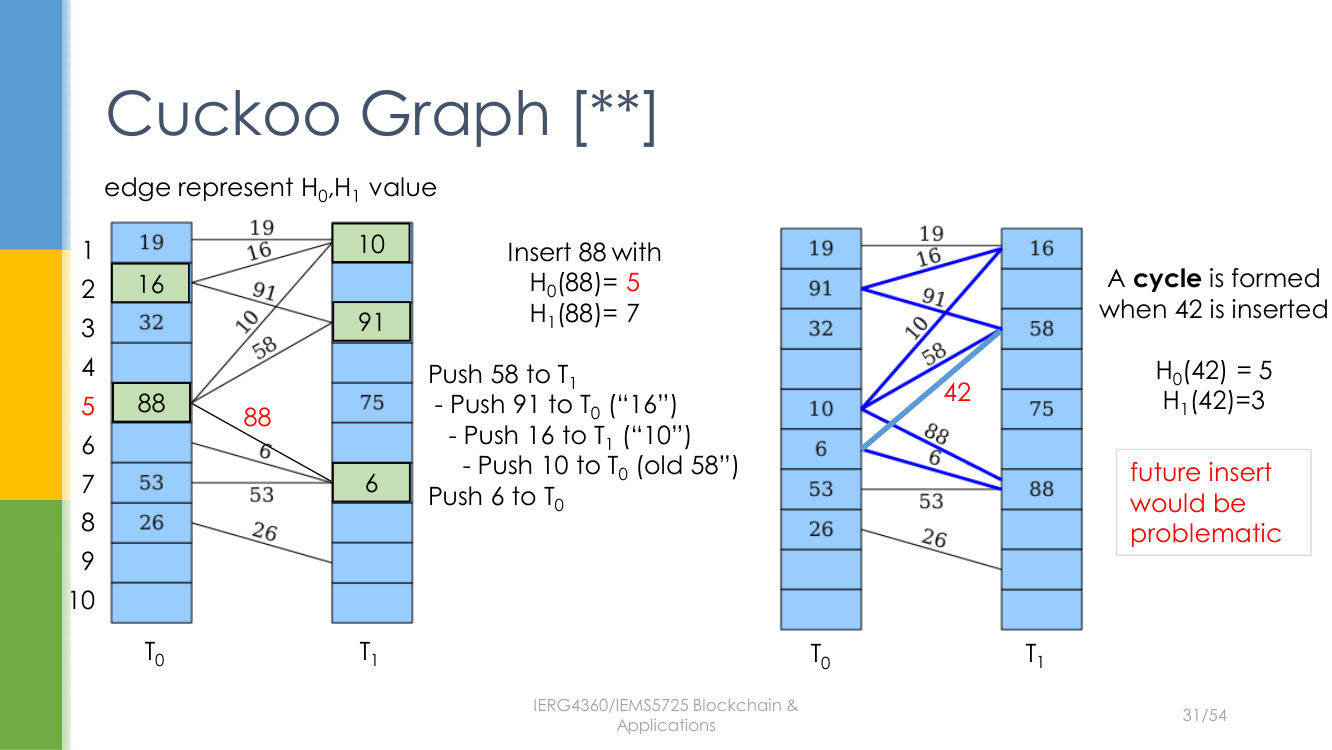 Cuckoo Graph [**]
edge represent H₀,H₁ value
1
2
3
4
5
6
7
8
9
10
19
16
32
88
53
26
T₀
19
16
91
10
58
88
6
53
26
10
91
75
6
T₁
Insert 88 with
H₀(88)= 5
H₁(88)= 7
Push 58 to T₁
- Push 91 to T₀ (“16”)
- Push 16 to T₁ (“10”)
- Push 10 to T₀ (old 58”)
Push 6 to T₀
19
91
32
10
6
53
26
T₀
19
16
91
10
58
42
88
6
53
26
16
58
75
88
T₁
A cycle is formed
when 42 is inserted
H₀(42) = 5
H₁(42)=3
future insert
would be
problematic
IERG4360/IEMS5725 Blockchain &
Applications
31/54